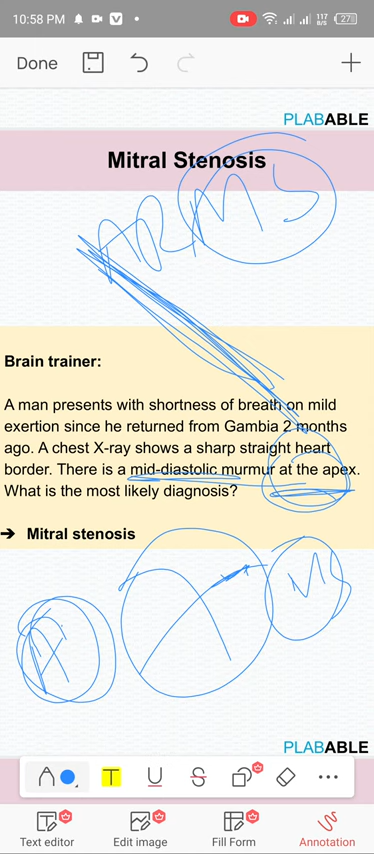 10:58 PM
117 B/S 27
Done
PLABABLE
Mitral Stenosis
MS
Brain trainer:
A man presents with shortness of breath on mild
exertion since he returned from Gambia 2 months
ago. A chest X-ray shows a sharp straight heart
border. There is a mid-diastolic murmur at the apex.
What is the most likely diagnosis?
➔ Mitral stenosis
MS
PLABABLE
T U S
Text editor
Edit image
Fill Form
Annotation